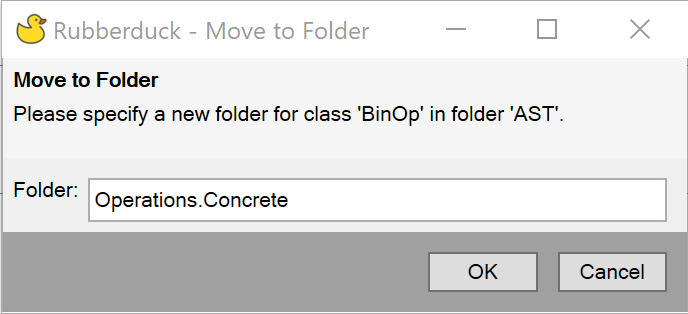 Rubberduck - Move to Folder
Move to Folder
Please specify a new folder for class 'BinOp' in folder 'AST'.
Folder: Operations.Concrete
OK Cancel